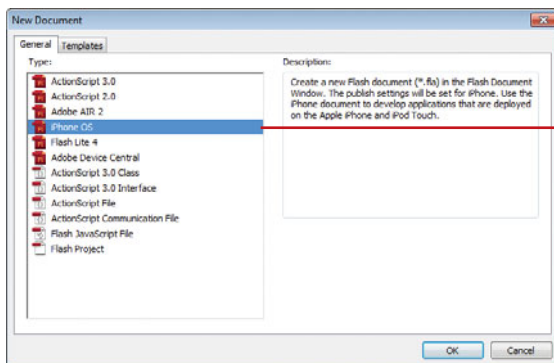 New Document
General Templates
Type:
ActionScript 3.0
ActionScript 2.0
Adobe AIR 2
iPhone OS
Flash Lite 4
Adobe Device Central
ActionScript 3.0 Class
ActionScript 3.0 Interface
ActionScript File
ActionScript Communication File
Flash JavaScript File
Flash Project
Description:
Create a new Flash document (*.fla) in the Flash Document
Window. The publish settings will be set for iPhone. Use the
iPhone document to develop applications that are deployed
on the Apple iPhone and iPod Touch.
OK Cancel